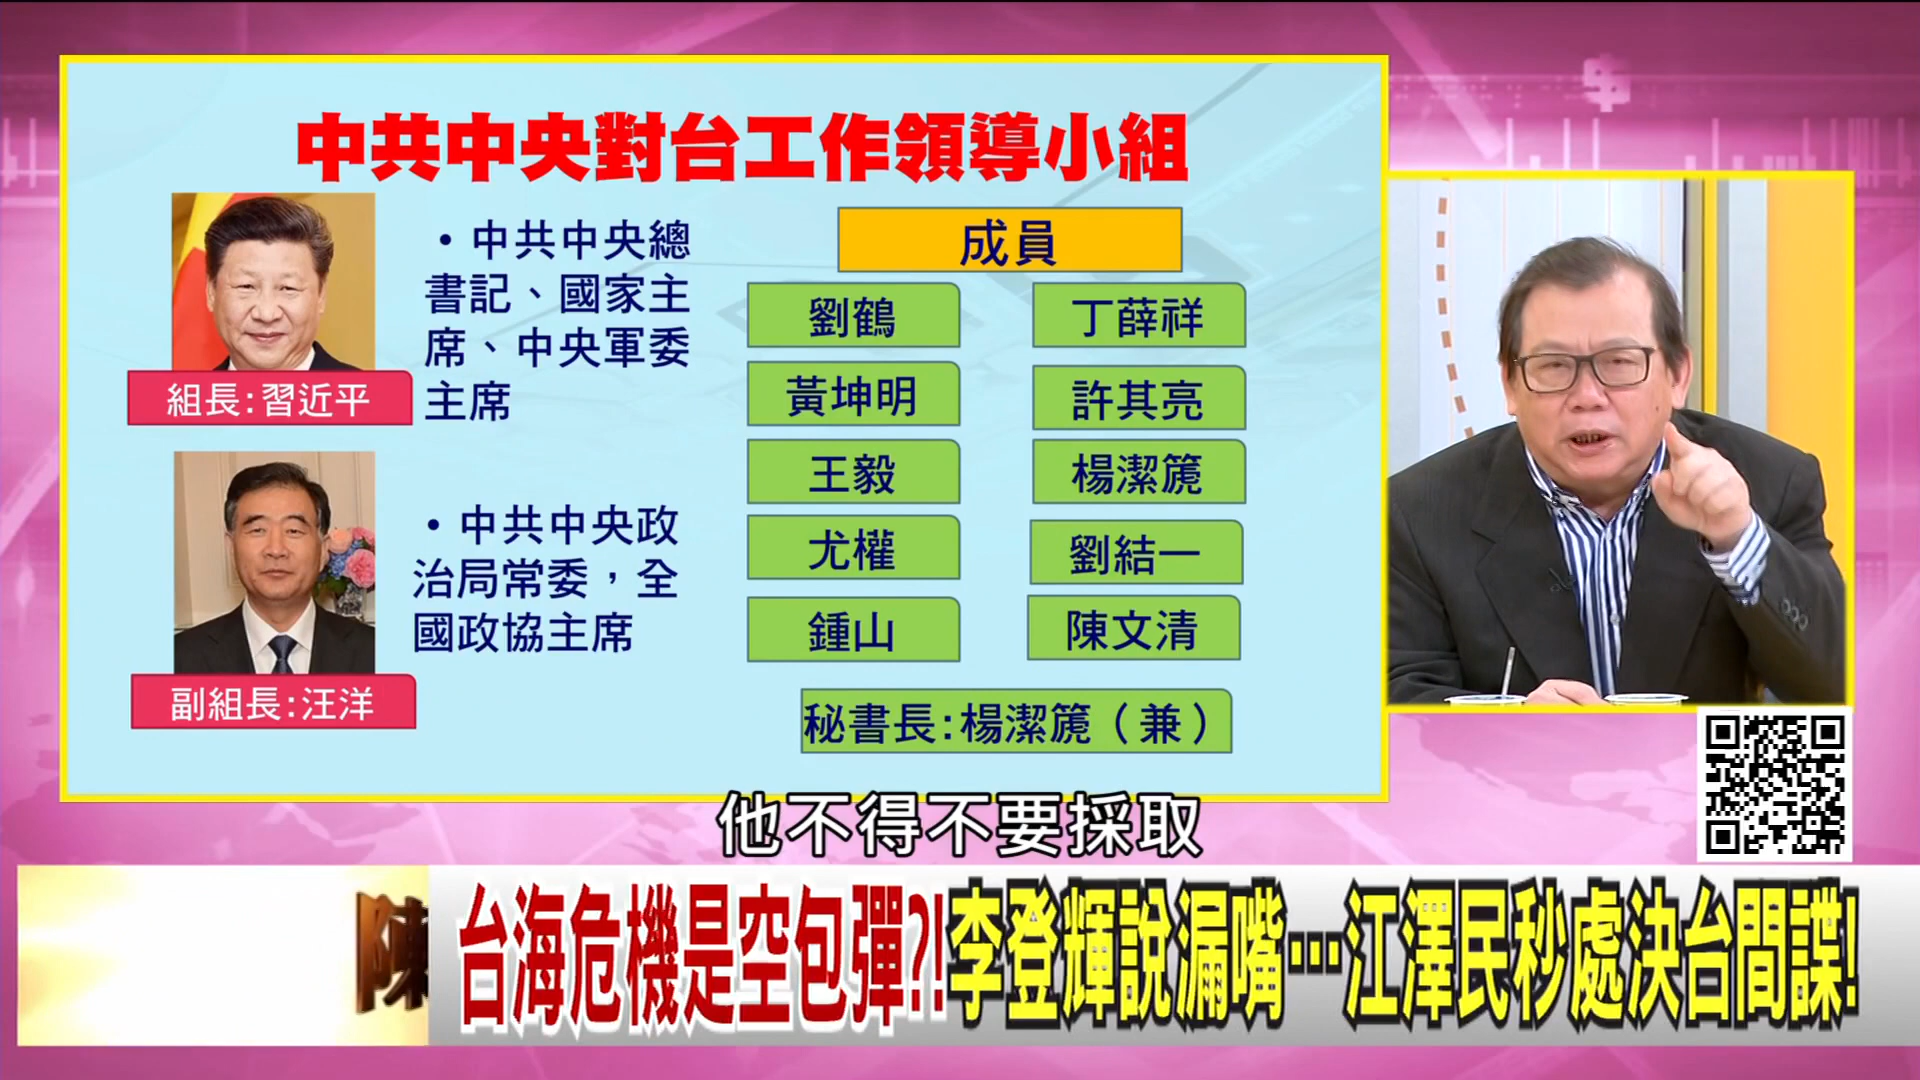 中共中央對台工作領導小組
・中共中央總
書記、國家主
席、中央軍委
主席
組長:習近平
・中共中央政
治局常委，全
國政協主席
副組長:汪洋
成員
劉鶴
丁薛祥
黃坤明
許其亮
王毅
楊潔篪
尤權
劉結一
鍾山
陳文清
秘書長:楊潔篪（兼）
他不得不要採取
陳
台海危機是空包彈?!李登輝說漏嘴…江澤民秒處決台間諜!